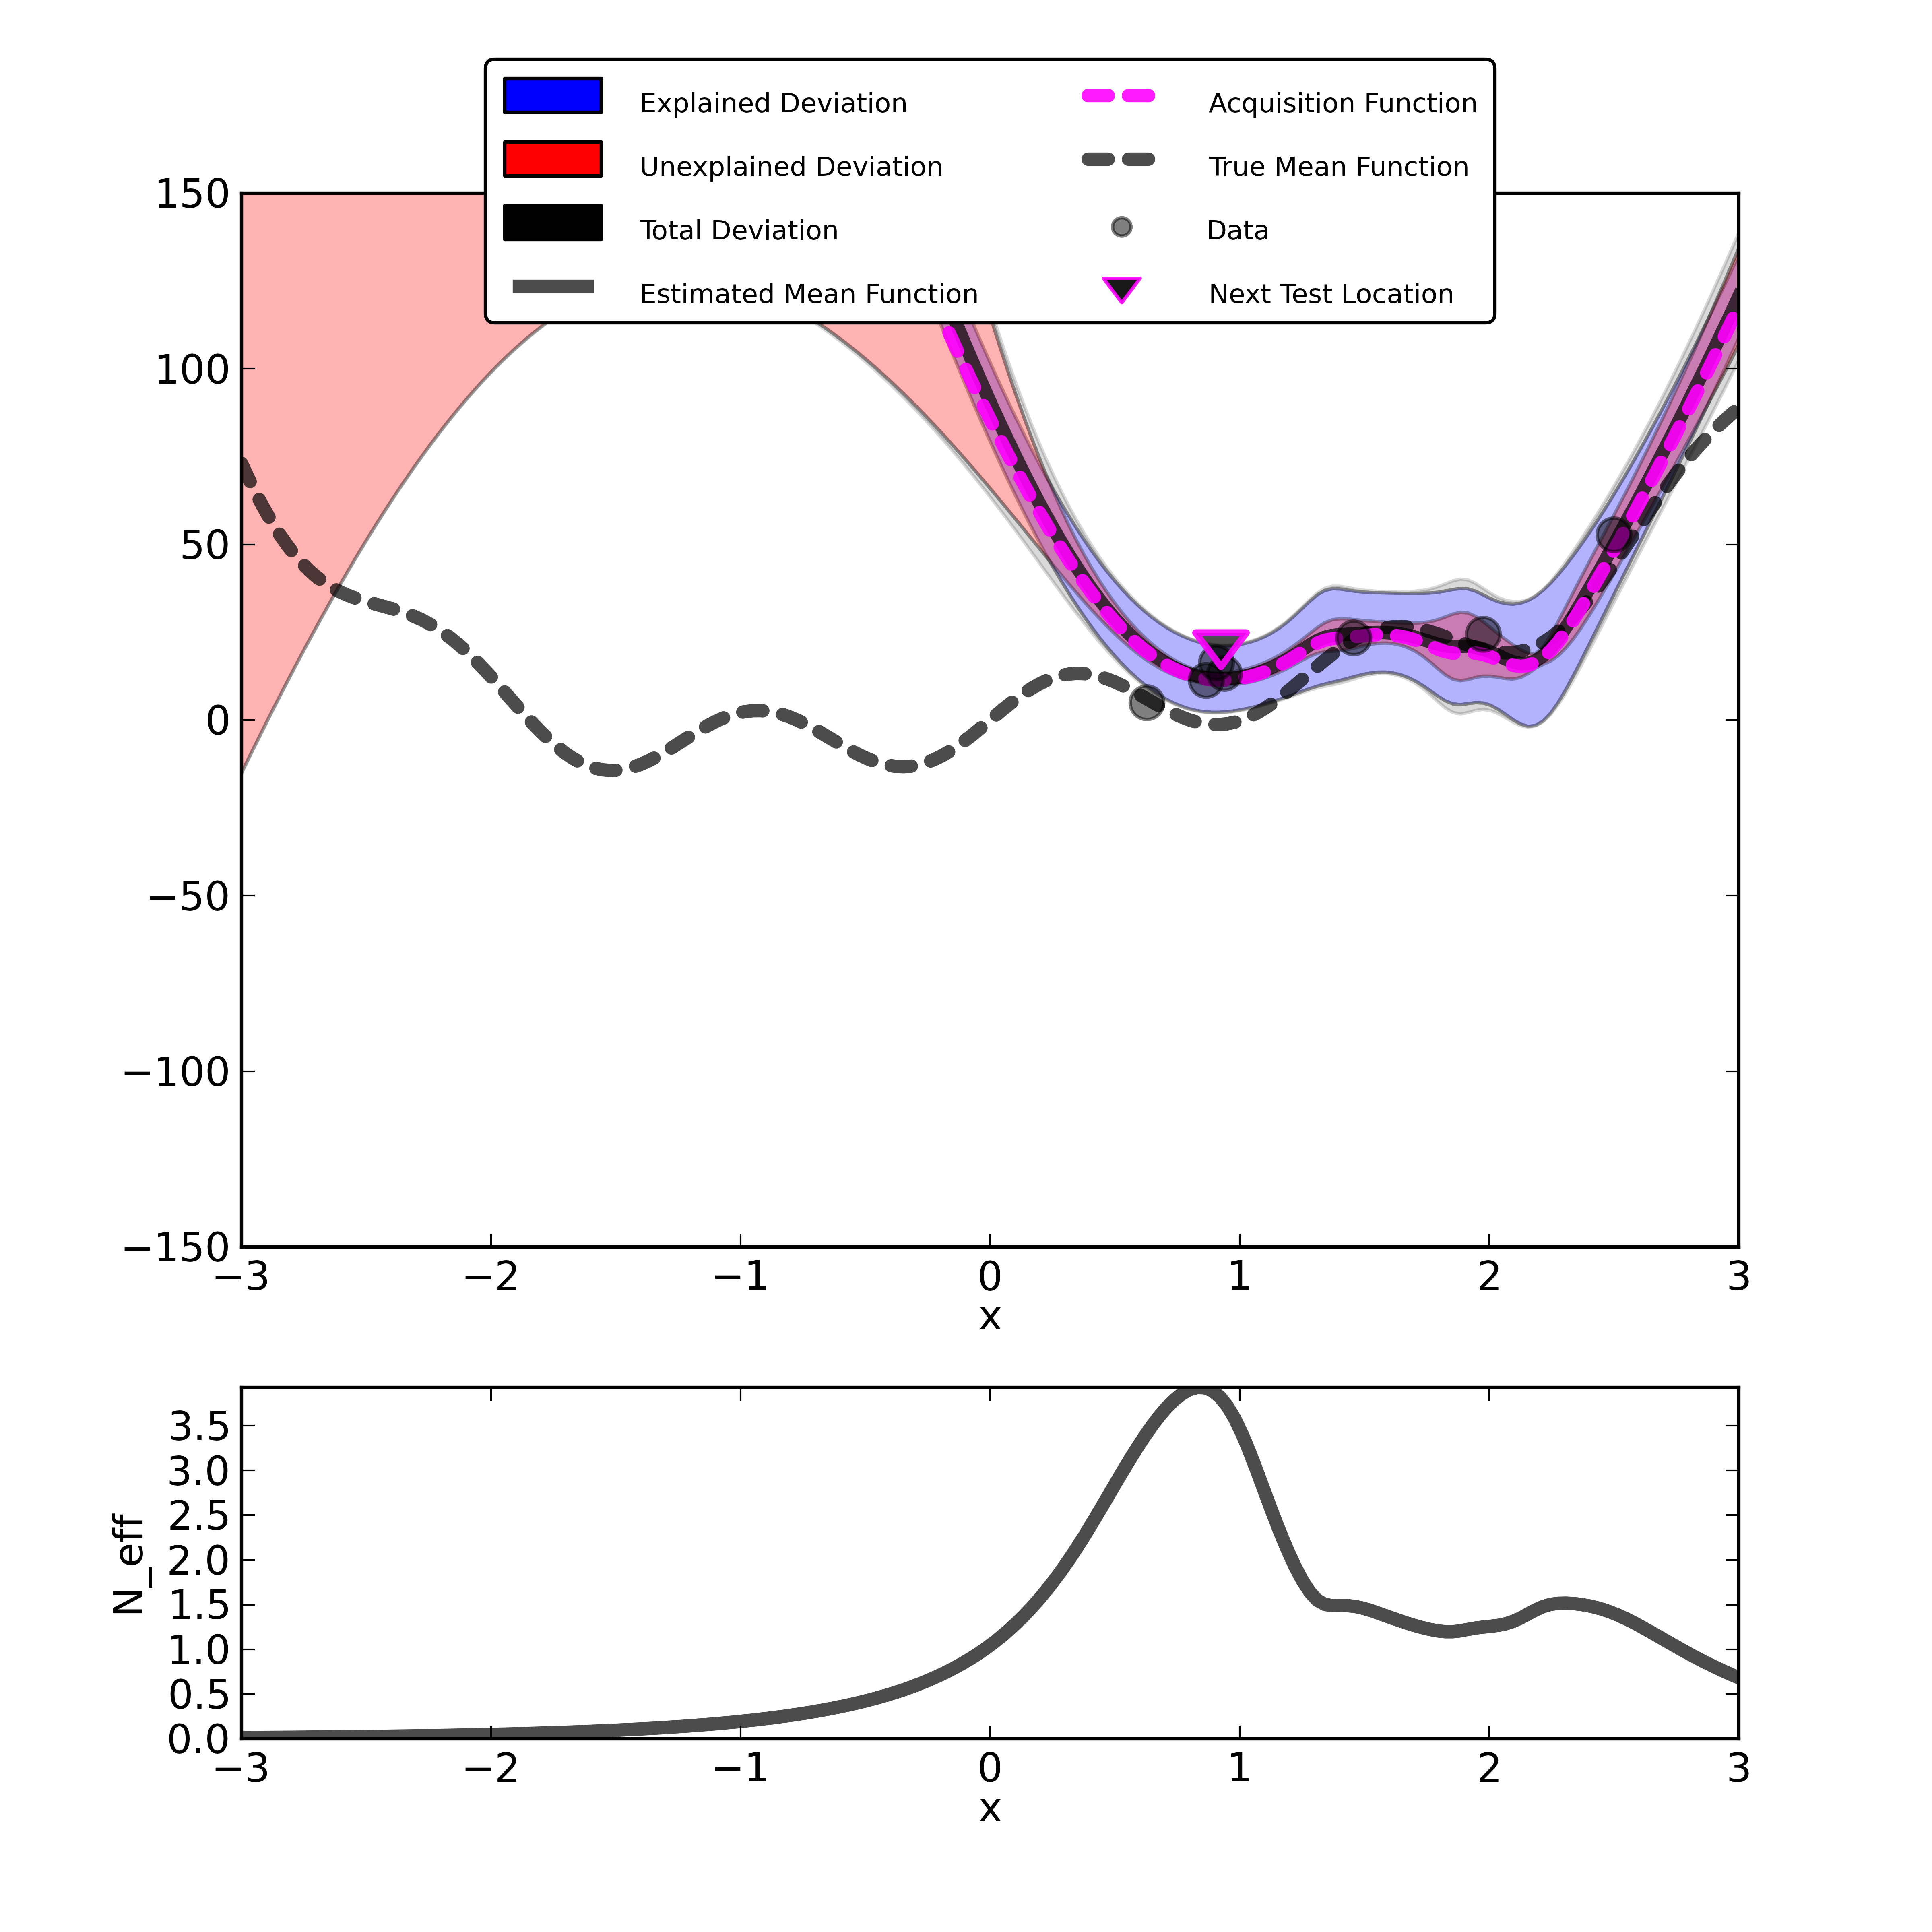 Explained Deviation
Unexplained Deviation
Total Deviation
Estimated Mean Function
Acquisition Function
True Mean Function
Data
Next Test Location
150
100
50
0
−50
−100
−150
−3 −2 −1 0 1 2 3
x
N_eff
3.5
3.0
2.5
2.0
1.5
1.0
0.5
0.0
−3 −2 −1 0 1 2 3
x